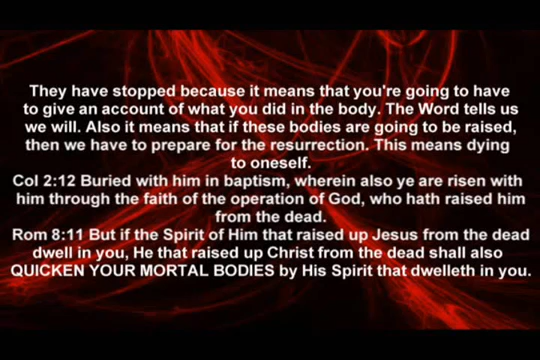 They have stopped because it means that you're going to have
to give an account of what you did in the body. The Word tells us
we will. Also it means that if these bodies are going to be raised,
then we have to prepare for the resurrection. This means dying
to oneself.
Col 2:12 Buried with him in baptism, wherein also ye are risen with
him through the faith of the operation of God, who hath raised him
from the dead.
Rom 8:11 But if the Spirit of Him that raised up Jesus from the dead
dwell in you, He that raised up Christ from the dead shall also
QUICKEN YOUR MORTAL BODIES by His Spirit that dwelleth in you.